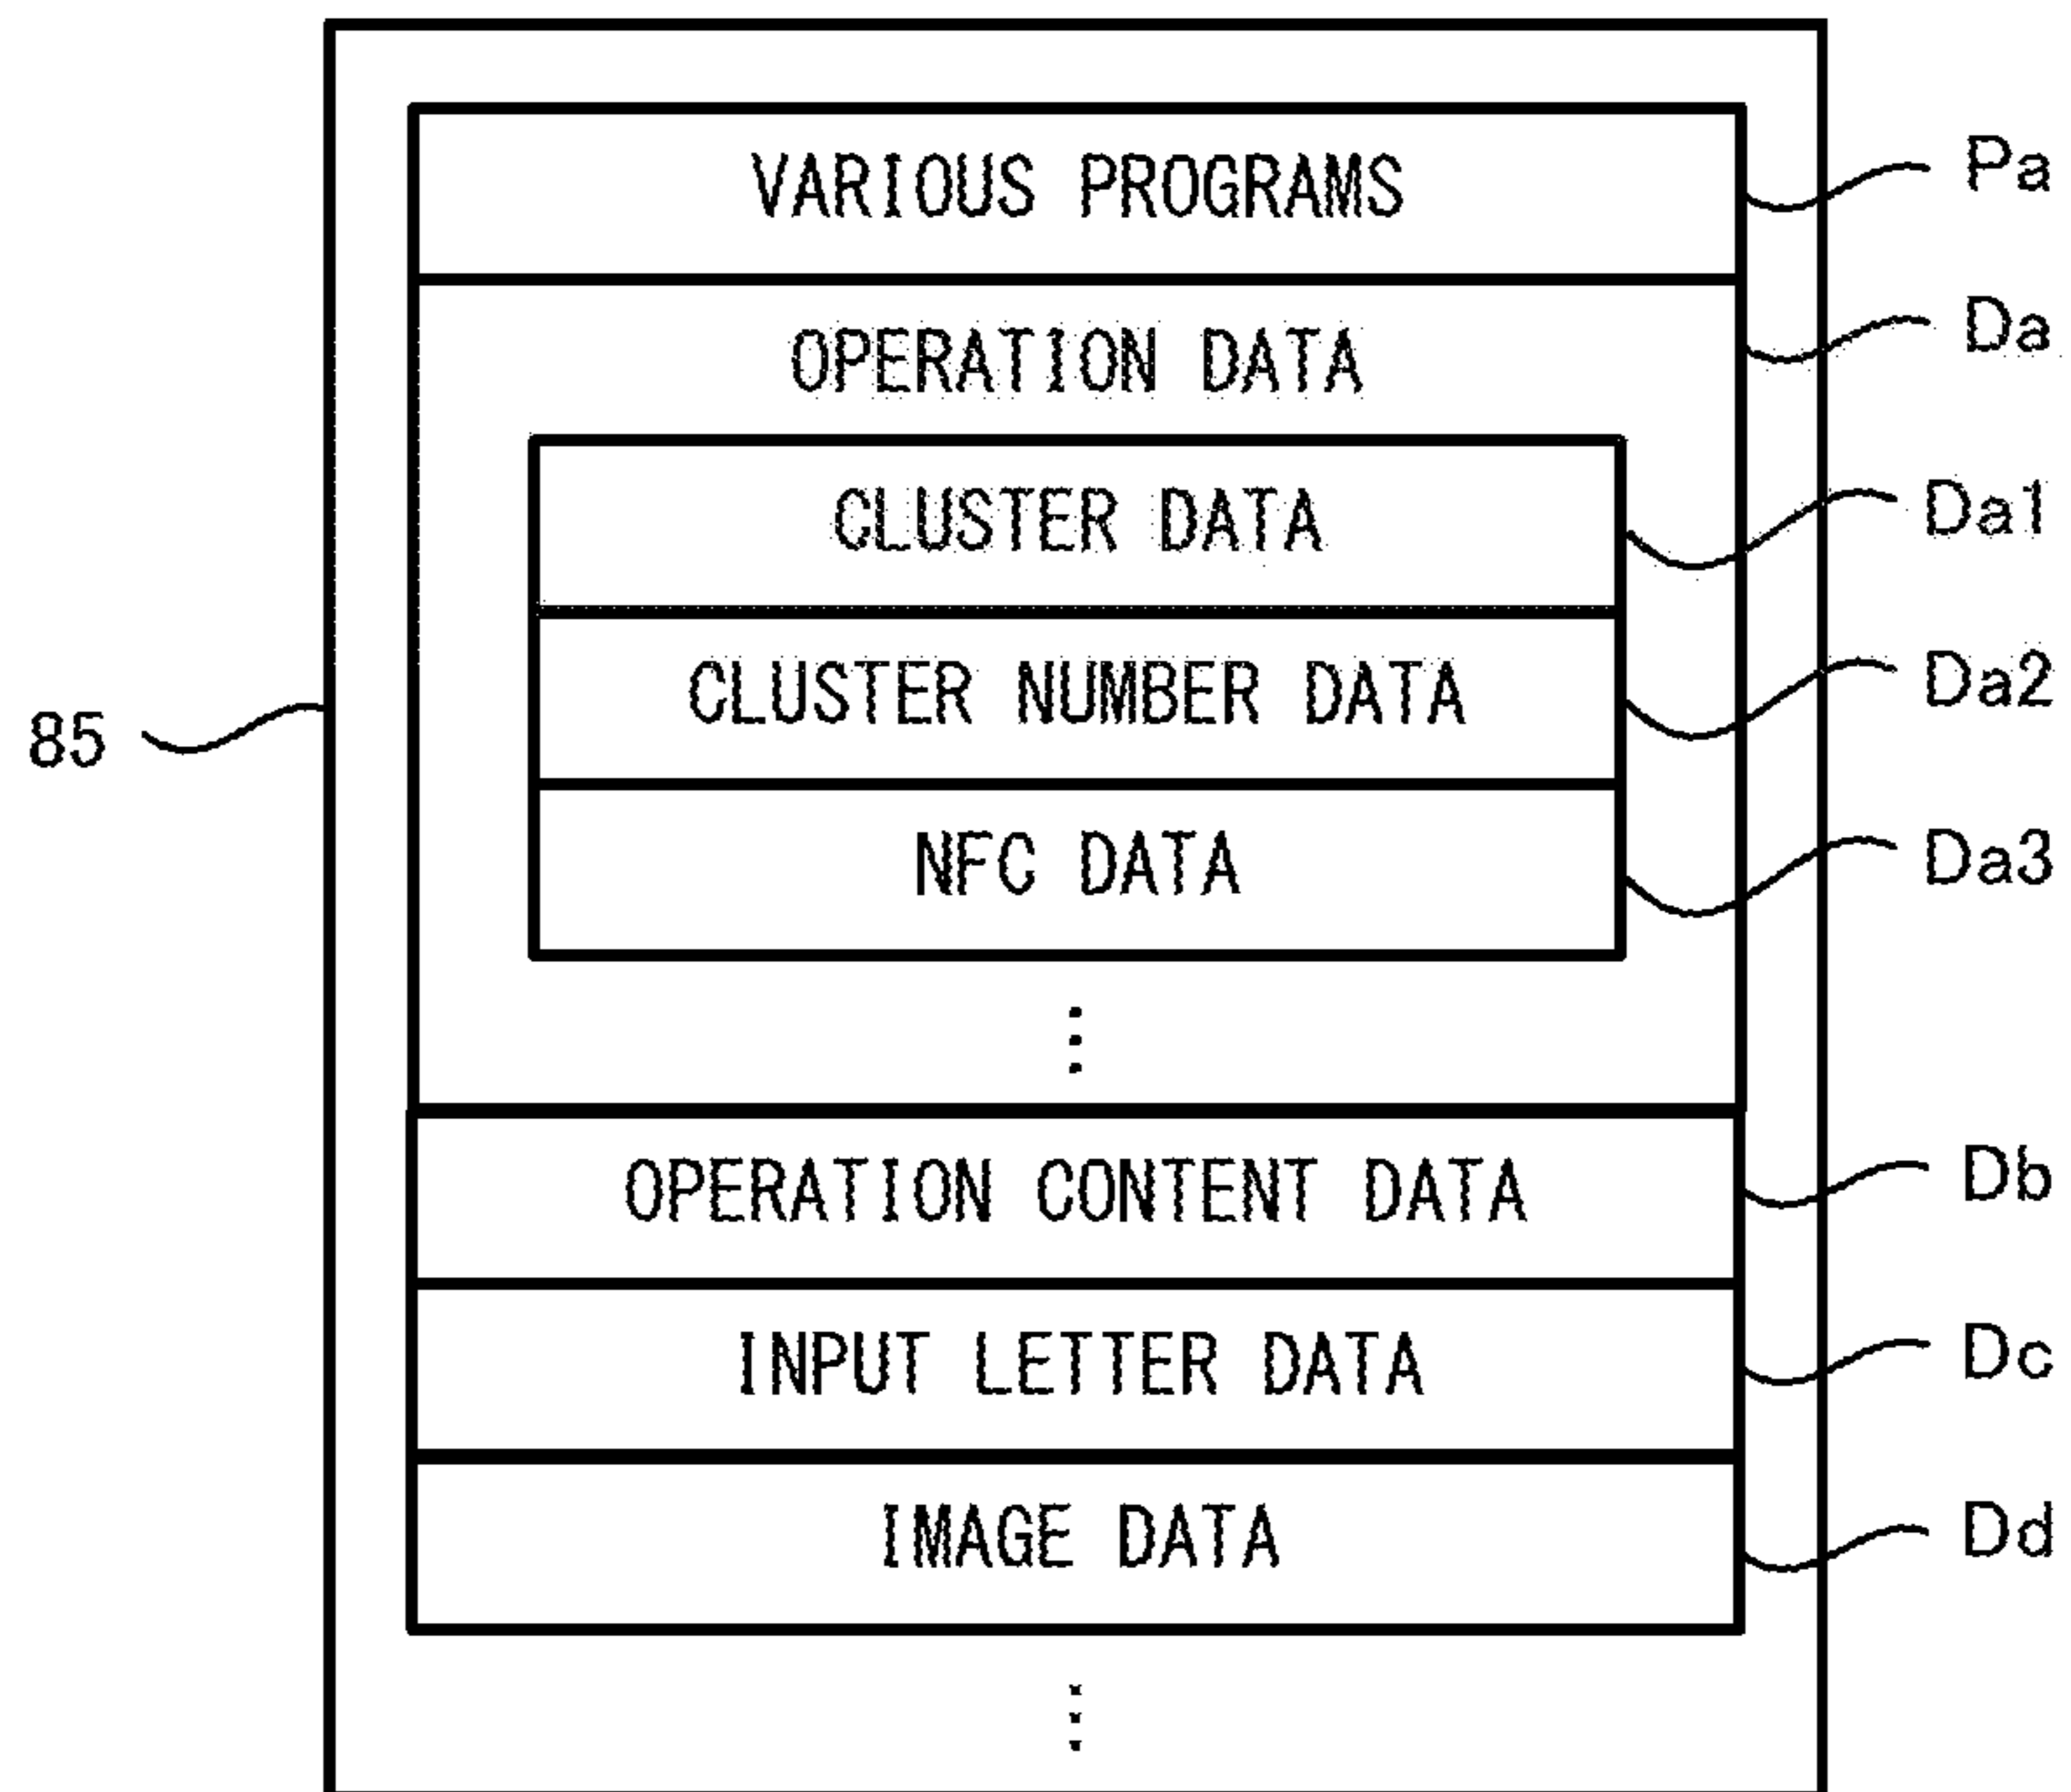 VARIOUS PROGRAMS Pa
OPERATION DATA Da
CLUSTER DATA Da1
CLUSTER NUMBER DATA Da2
85
NFC DATA Da3
OPERATION CONTENT DATA Db
INPUT LETTER DATA Dc
IMAGE DATA Dd